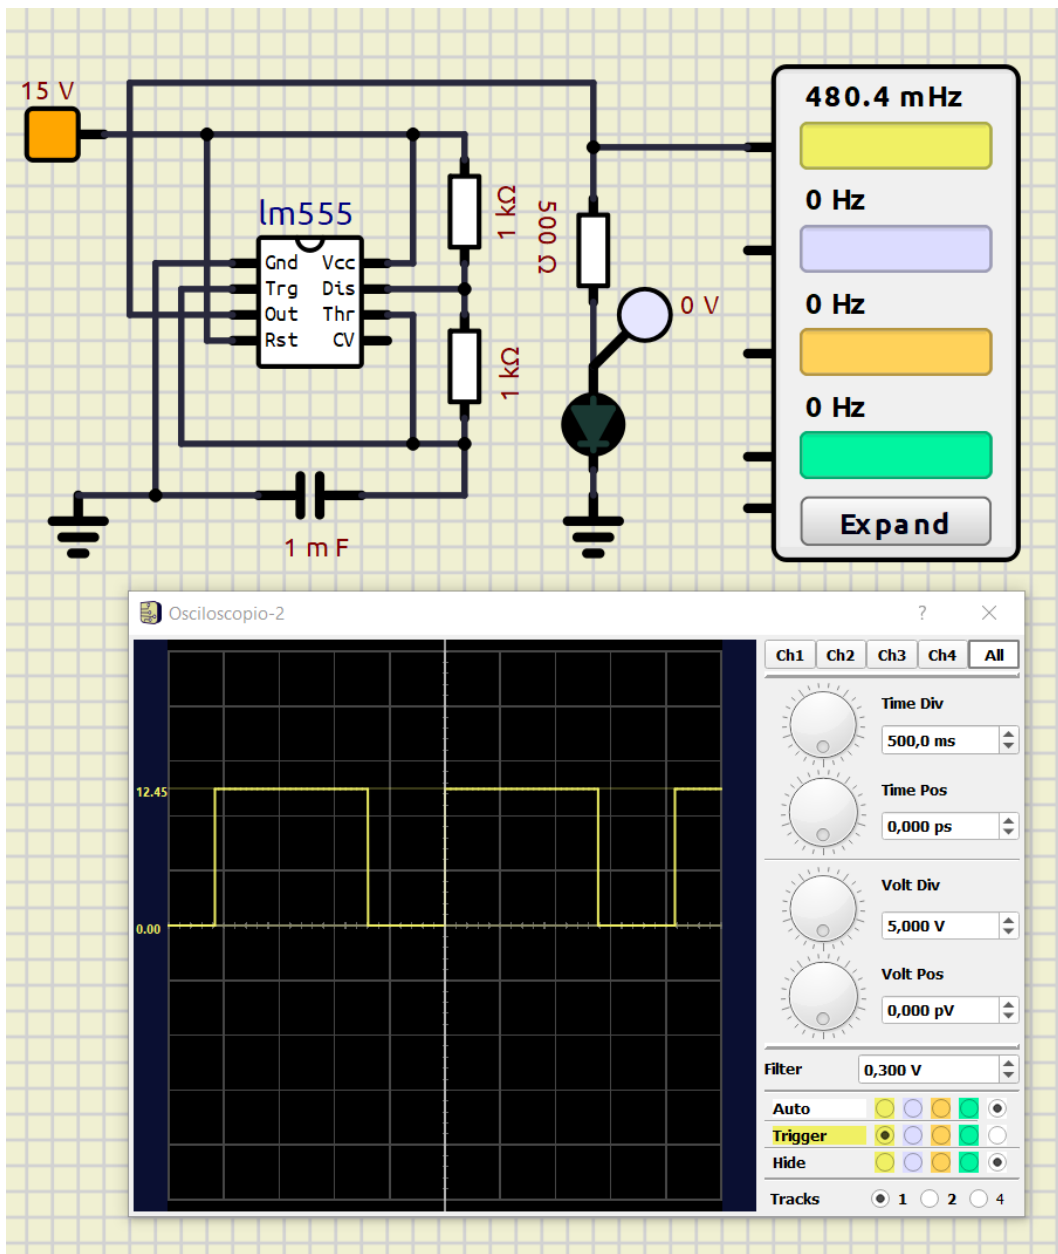 15 V
480.4 mHz
0 Hz
0 Hz
0 Hz
Expand
lm555
Gnd Vcc
Trg Dis
Out Thr
Rst CV
1 kΩ
500 Ω
0 V
1 kΩ
1 m F
Osciloscopio-2
?
Ch1 Ch2 Ch3 Ch4 All
Time Div
500,0 ms
Time Pos
0,000 ps
Volt Div
5,000 V
Volt Pos
0,000 pV
Filter 0,300 V
Auto
Trigger
Hide
Tracks 1 2 4
12.45
0.00